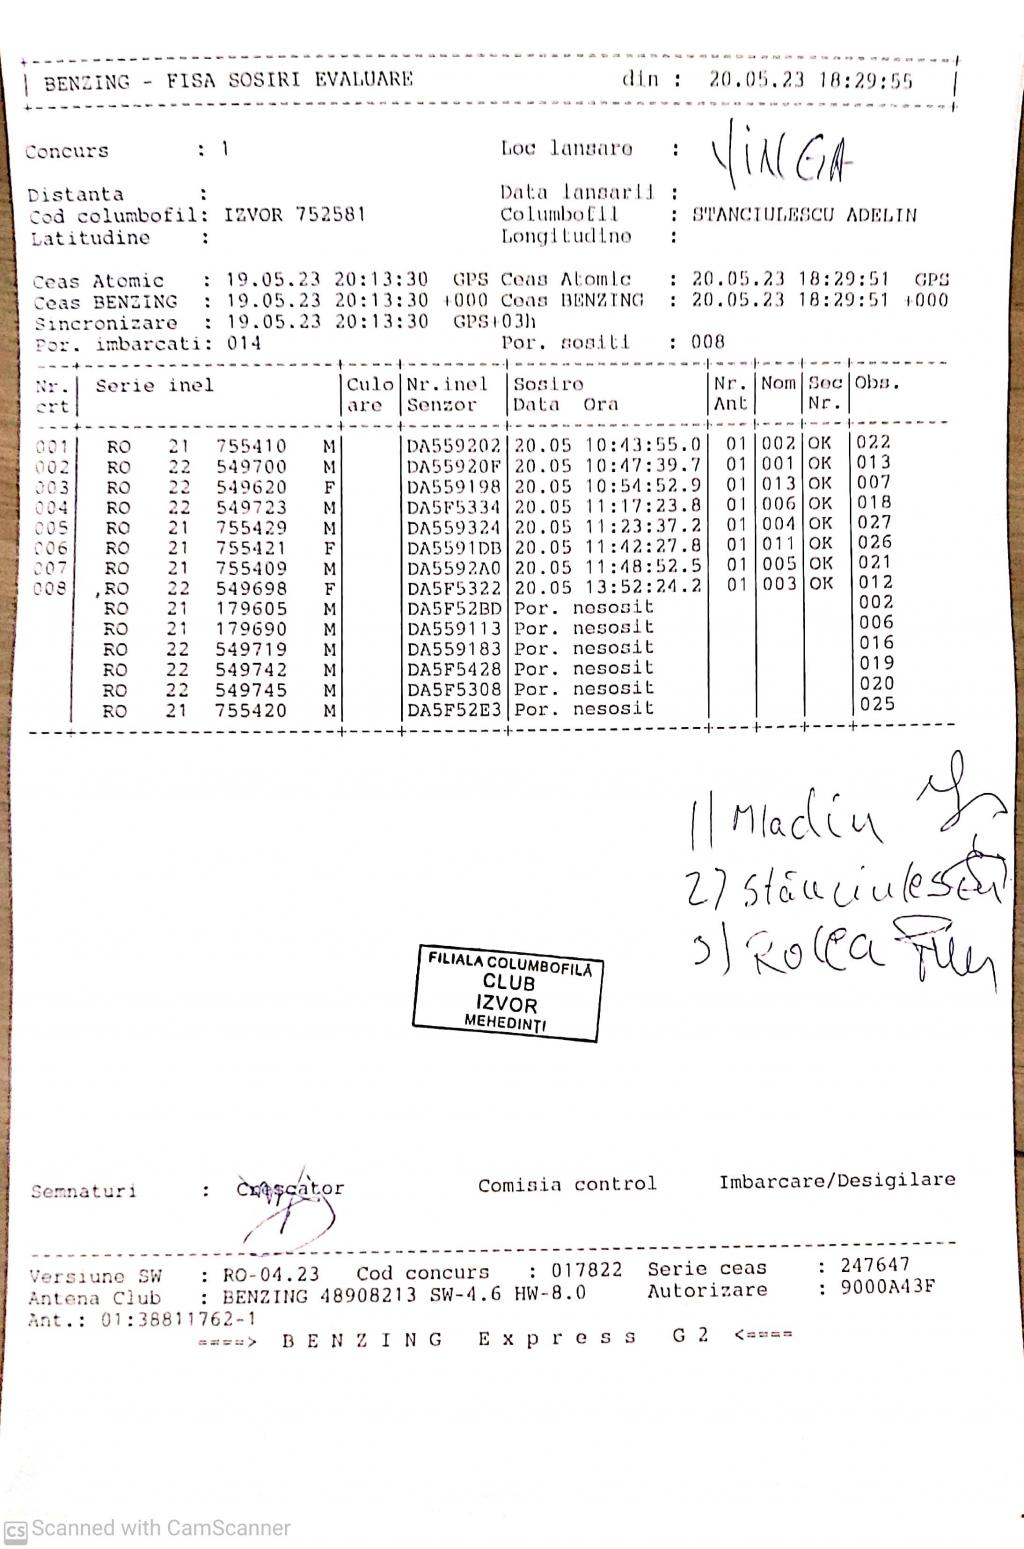 BENZING - FISA SOSIRI EVALUARE din : 20.05.23 18:29:55
Concurs : 1 Loc lansare : VINGA
Distanta : Data lansarii :
Cod columbofil: IZVOR 752581 Columbofil : STANCIULESCU ADELIN
Latitudine : Longitudine :
Ceas Atomic : 19.05.23 20:13:30 GPS Ceas Atomic : 20.05.23 18:29:51 GPS
Ceas BENZING : 19.05.23 20:13:30 +000 Ceas BENZING : 20.05.23 18:29:51 +000
Sincronizare : 19.05.23 20:13:30 GPS+03h
Por. imbarcati: 014 Por. sositi : 008
Nr. Serie inel Culo Nr.inel Sosire Nr. Nom Sec Obs.
crt are Senzor Data Ora Ant Nr.
001 RO 21 755410 M DA559202 20.05 10:43:55.0 01 002 OK 022
002 RO 22 549700 M DA55920F 20.05 10:47:39.7 01 001 OK 013
003 RO 22 549620 F DA559198 20.05 10:54:52.9 01 013 OK 007
004 RO 22 549723 M DA5F5334 20.05 11:17:23.8 01 006 OK 018
005 RO 21 755429 M DA559324 20.05 11:23:37.2 01 004 OK 027
006 RO 21 755421 F DA5591DB 20.05 11:42:27.8 01 011 OK 026
007 RO 21 755409 M DA5592A0 20.05 11:48:52.5 01 005 OK 021
008 RO 22 549698 F DA5F5322 20.05 13:52:24.2 01 003 OK 012
RO 21 179605 M DA5F52BD Por. nesosit 002
RO 21 179690 M DA559113 Por. nesosit 006
RO 22 549719 M DA559183 Por. nesosit 016
RO 22 549742 M DA5F5428 Por. nesosit 019
RO 22 549745 M DA5F5308 Por. nesosit 020
RO 21 755420 M DA5F52E3 Por. nesosit 025
1) Mladin
2) Stănciulescu
3) Rolea
FILIALA COLUMBOFILĂ
CLUB
IZVOR
MEHEDINȚI
Semnaturi : Crescator Comisia control Imbarcare/Desigilare
Versiune SW : RO-04.23 Cod concurs : 017822 Serie ceas : 247647
Antena Club : BENZING 48908213 SW-4.6 HW-8.0 Autorizare : 9000A43F
Ant.: 01:38811762-1
====> B E N Z I N G E x p r e s s G 2 <====
CS Scanned with CamScanner